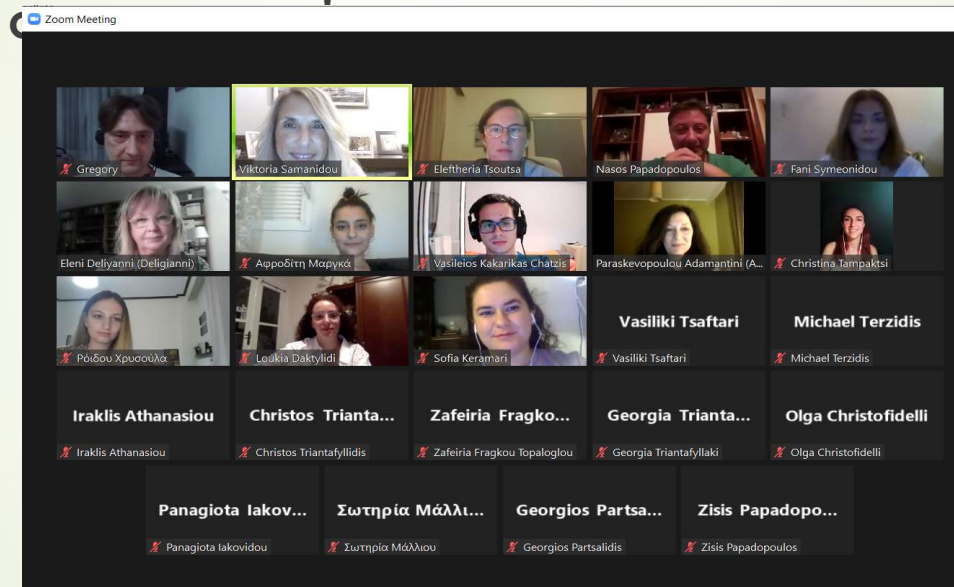 Zoom Meeting
Gregory
Viktoria Samanidou
Eleftheria Tsoutsa
Nasos Papadopoulos
Fani Symeonidou
Eleni Deliyanni (Deligianni)
Αφροδίτη Μαργκά
Vasileios Kakarikas Chatzis
Paraskevopoulou Adamantini (A...
Christina Tampaktsi
Ρόιδου Χρυσούλα
Loukia Daktylidi
Sofia Keramari
Vasiliki Tsaftari
Vasiliki Tsaftari
Michael Terzidis
Michael Terzidis
Iraklis Athanasiou
Iraklis Athanasiou
Christos Trianta...
Christos Triantafyllidis
Zafeiria Fragko...
Zafeiria Fragkou Topaloglou
Georgia Trianta...
Georgia Triantafyllaki
Olga Christofidelli
Olga Christofidelli
Panagiota Iakov...
Panagiota Iakovidou
Σωτηρία Μάλλι...
Σωτηρία Μάλλιου
Georgios Partsa...
Georgios Partsalidis
Zisis Papadopo...
Zisis Papadopoulos